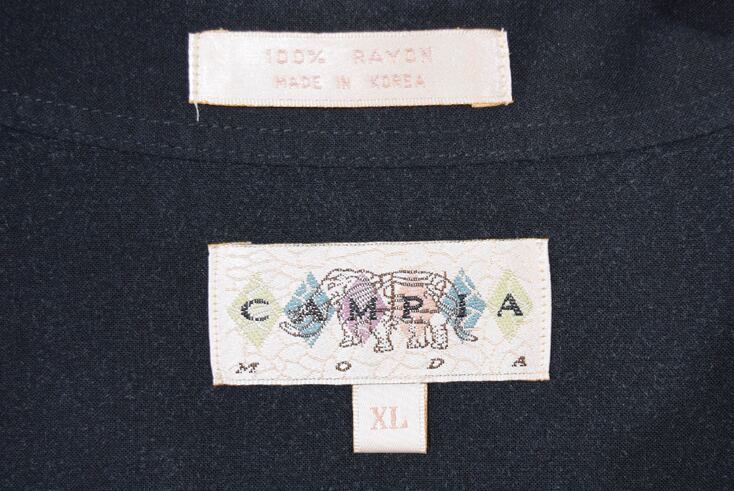 100% RAYON
MADE IN KOREA
CAMPIA
MODA
XL